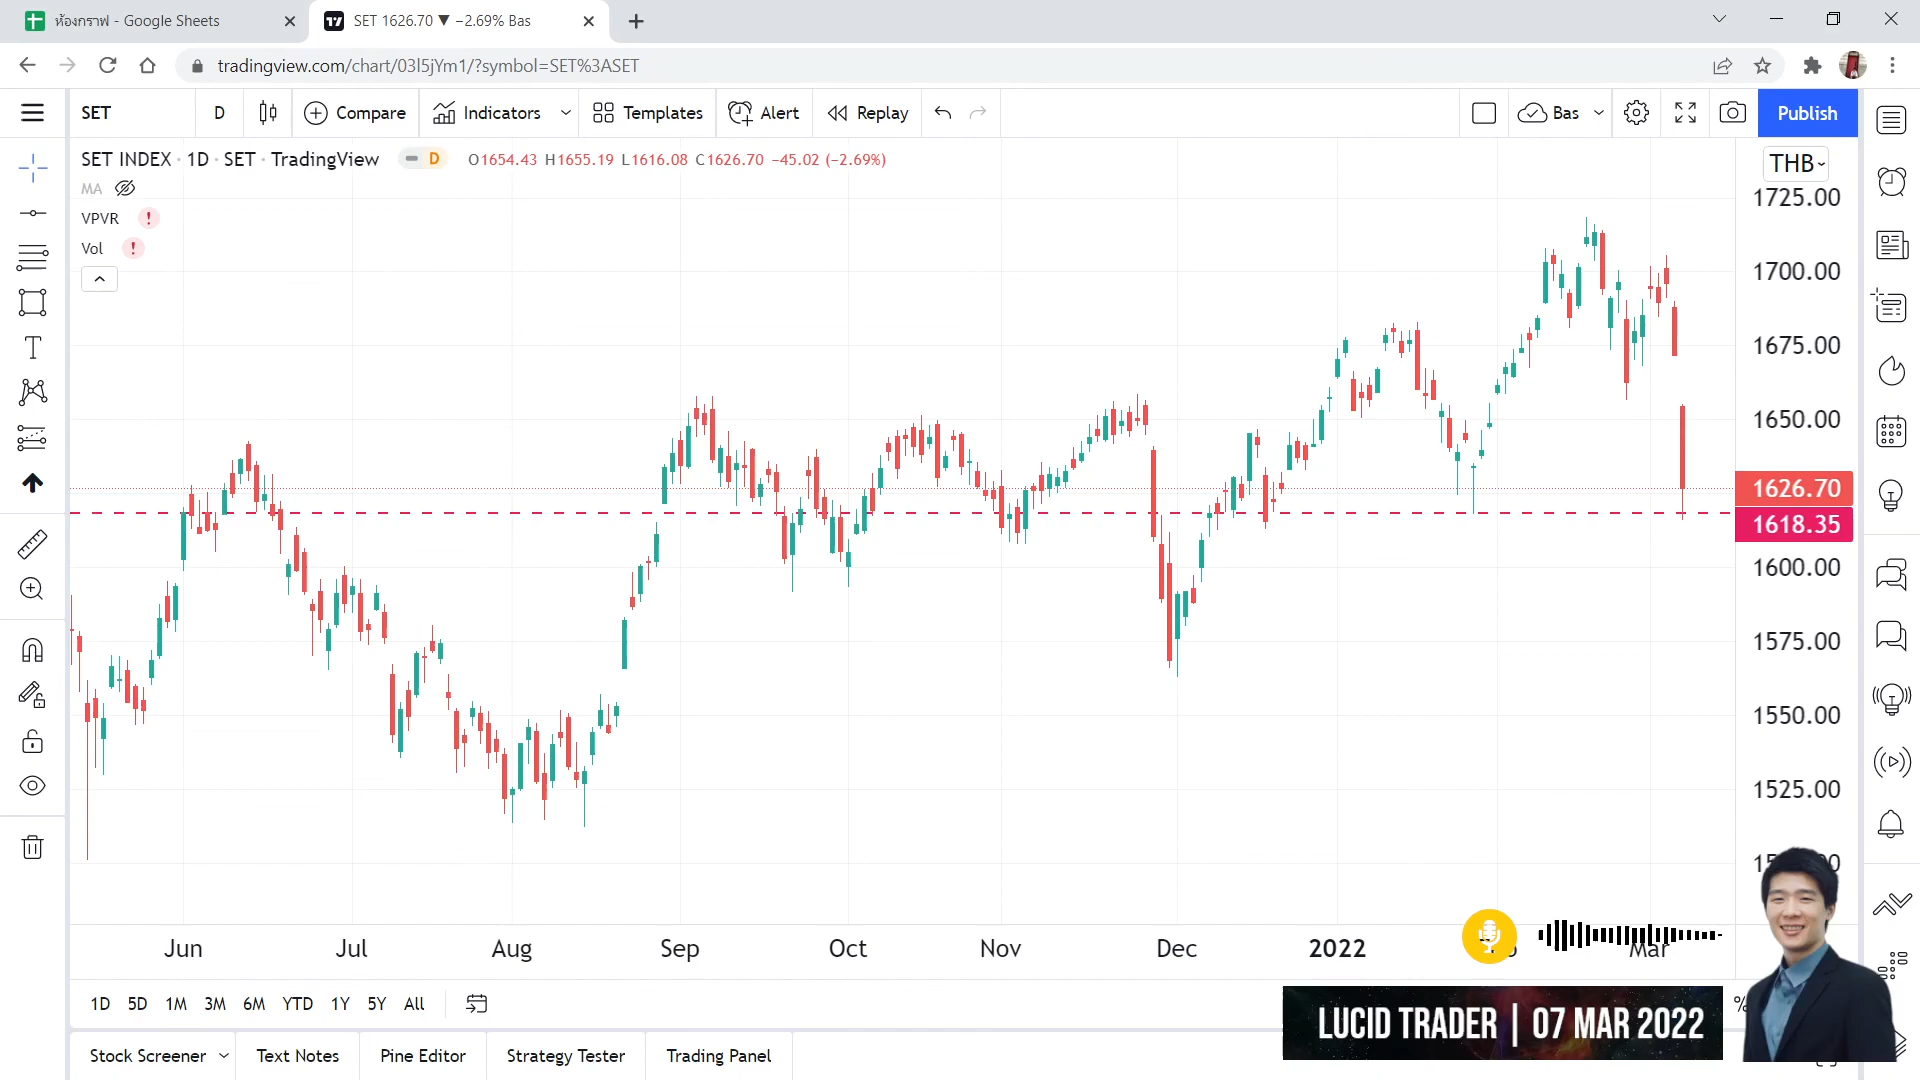 ห้องกราฟ - Google Sheets
SET 1626.70 ▼ −2.69% Bas
tradingview.com/chart/03l5jYm1/?symbol=SET%3ASET
SET
D
Compare
Indicators
Templates
Alert
Replay
Bas
Publish
SET INDEX · 1D · SET · TradingView
D
O1654.43 H1655.19 L1616.08 C1626.70 −45.02 (−2.69%)
MA
VPVR !
Vol !
THB
1725.00
1700.00
1675.00
1650.00
1626.70
1618.35
1600.00
1575.00
1550.00
1525.00
Jun
Jul
Aug
Sep
Oct
Nov
Dec
2022
Mar
1D
5D
1M
3M
6M
YTD
1Y
5Y
All
%
LUCID TRADER | 07 MAR 2022
Stock Screener
Text Notes
Pine Editor
Strategy Tester
Trading Panel